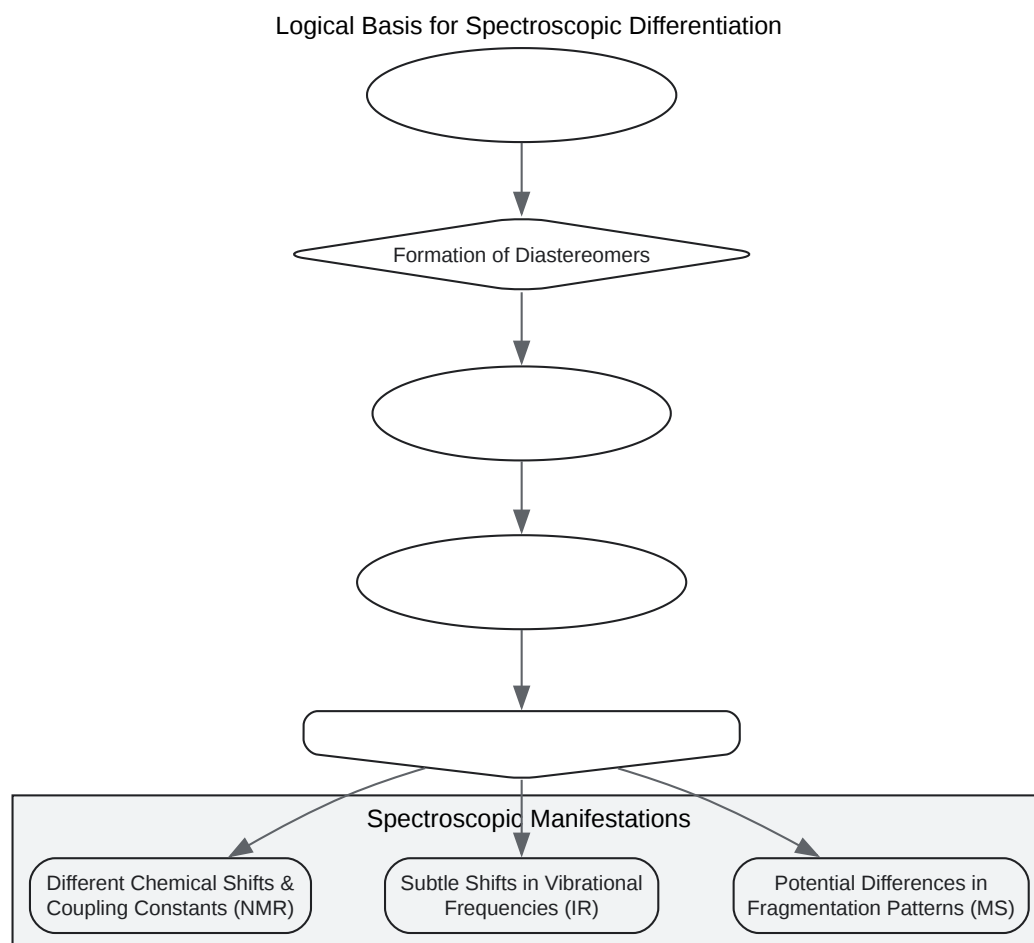 Logical Basis for Spectroscopic Differentiation
Formation of Diastereomers
Spectroscopic Manifestations
Different Chemical Shifts &
Coupling Constants (NMR)
Subtle Shifts in Vibrational
Frequencies (IR)
Potential Differences in
Fragmentation Patterns (MS)